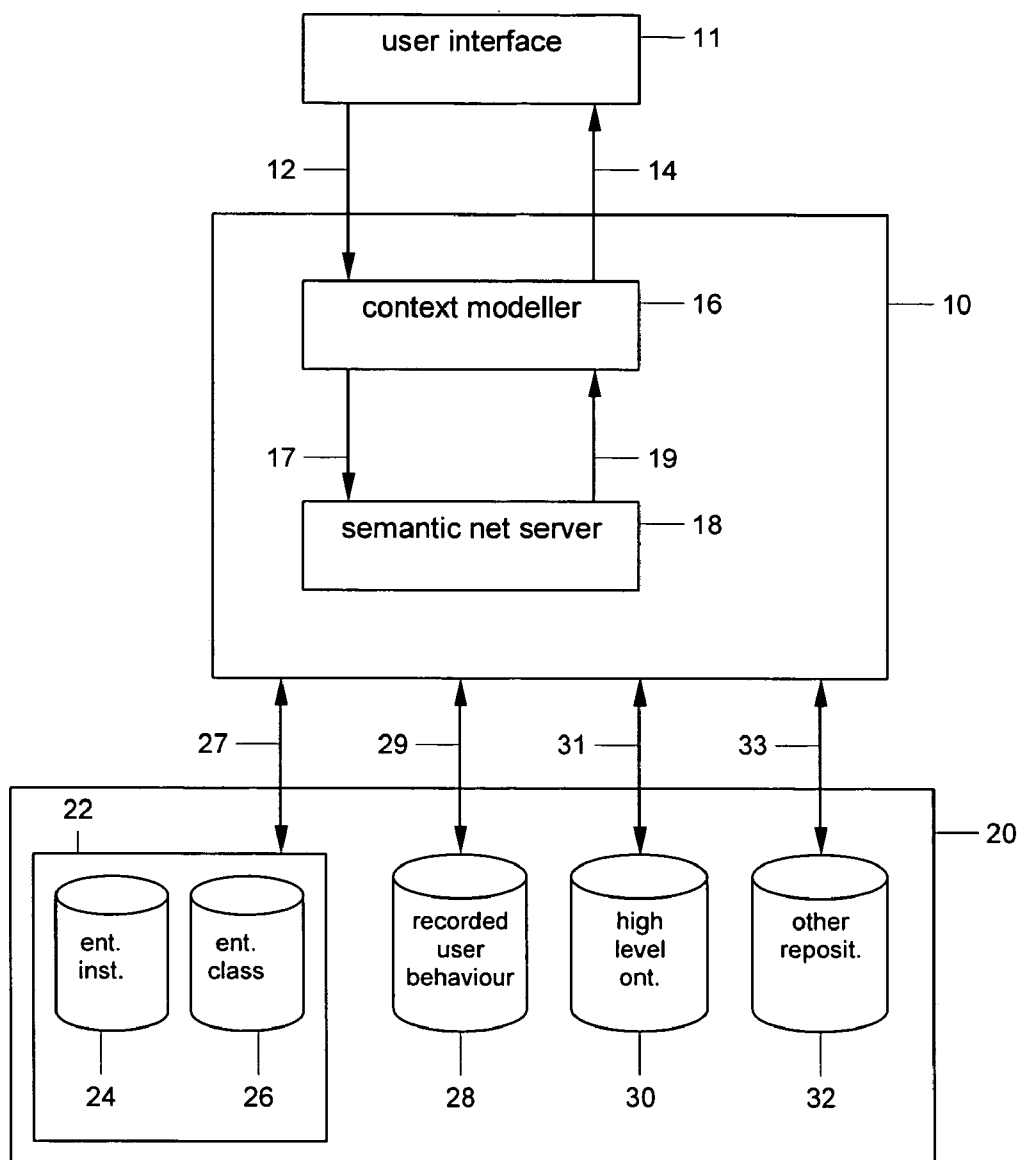 user interface
11
12
14
context modeller
16
10
17
19
semantic net server
18
27
29
31
33
22
20
ent.
inst.
ent.
class
recorded
user
behaviour
high
level
ont.
other
reposit.
24
26
28
30
32